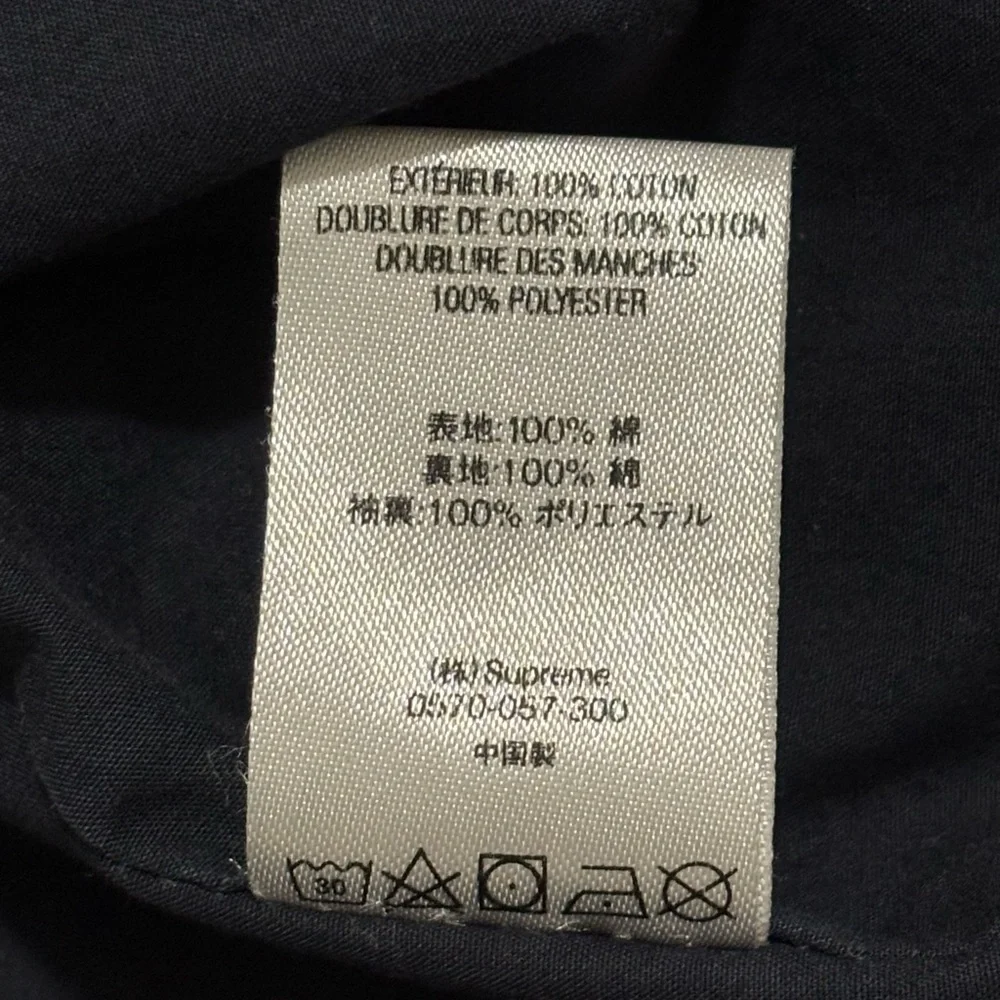 EXTÉRIEUR: 100% COTON
DOUBLURE DE CORPS: 100% COTON
DOUBLURE DES MANCHES:
100% POLYESTER
表地:100% 綿
裏地:100% 綿
袖裏:100% ポリエステル
(株)Supreme
0570-057-300
中国製
30